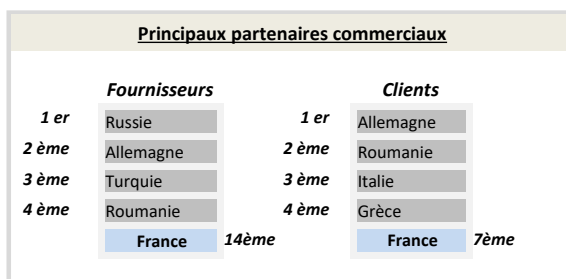 Principaux partenaires commerciaux
Fournisseurs Clients
1 er Russie 1 er Allemagne
2 ème Allemagne 2 ème Roumanie
3 ème Turquie 3 ème Italie
4 ème Roumanie 4 ème Grèce
France 14ème France 7ème